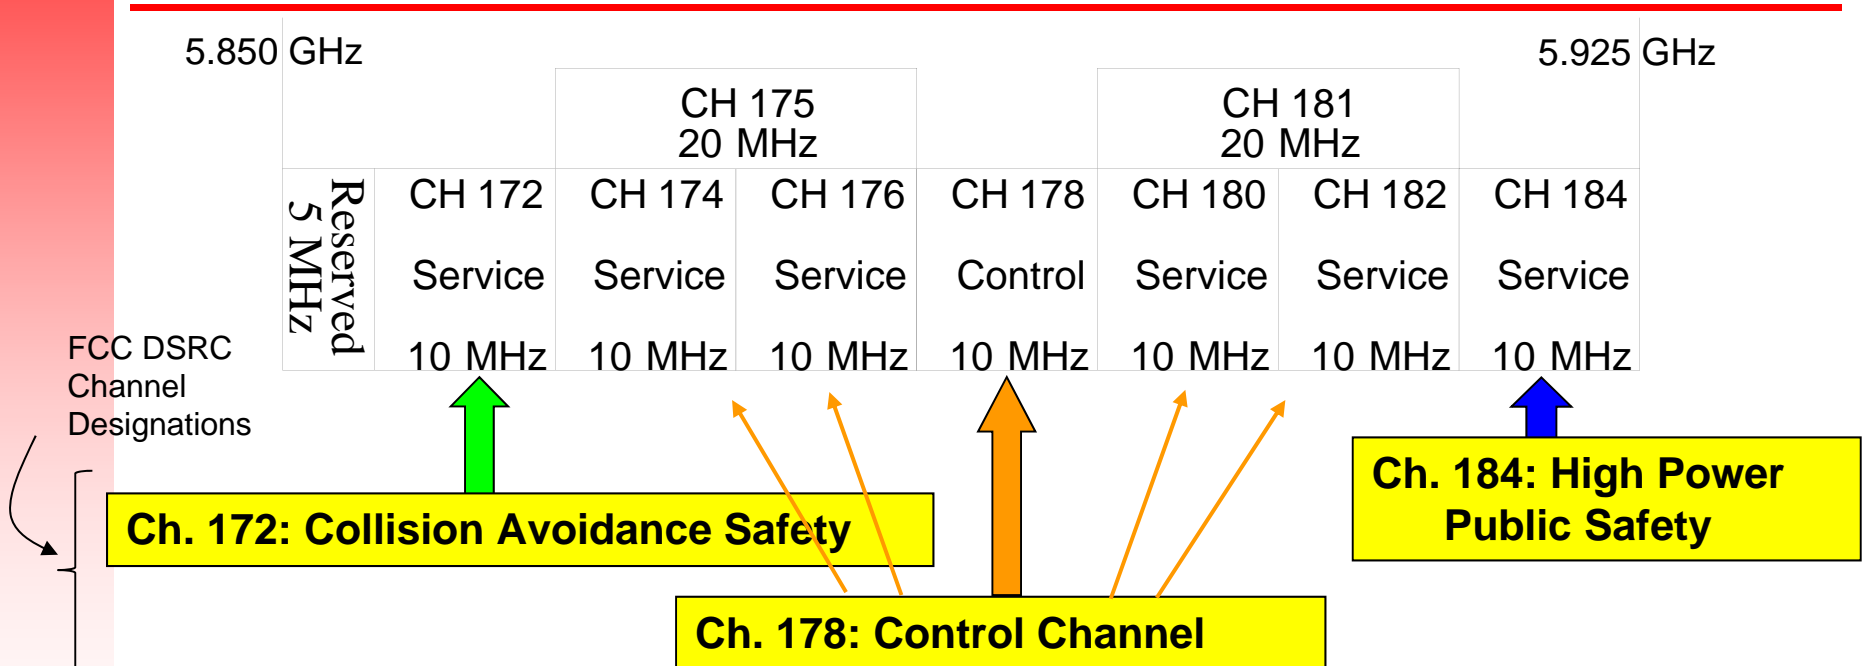 5.850 GHz
5.925 GHz
CH 175
20 MHz
CH 181
20 MHz
Reserved
5 MHz
CH 172
Service
10 MHz
CH 174
Service
10 MHz
CH 176
Service
10 MHz
CH 178
Control
10 MHz
CH 180
Service
10 MHz
CH 182
Service
10 MHz
CH 184
Service
10 MHz
FCC DSRC
Channel
Designations
Ch. 172: Collision Avoidance Safety
Ch. 184: High Power
Public Safety
Ch. 178: Control Channel